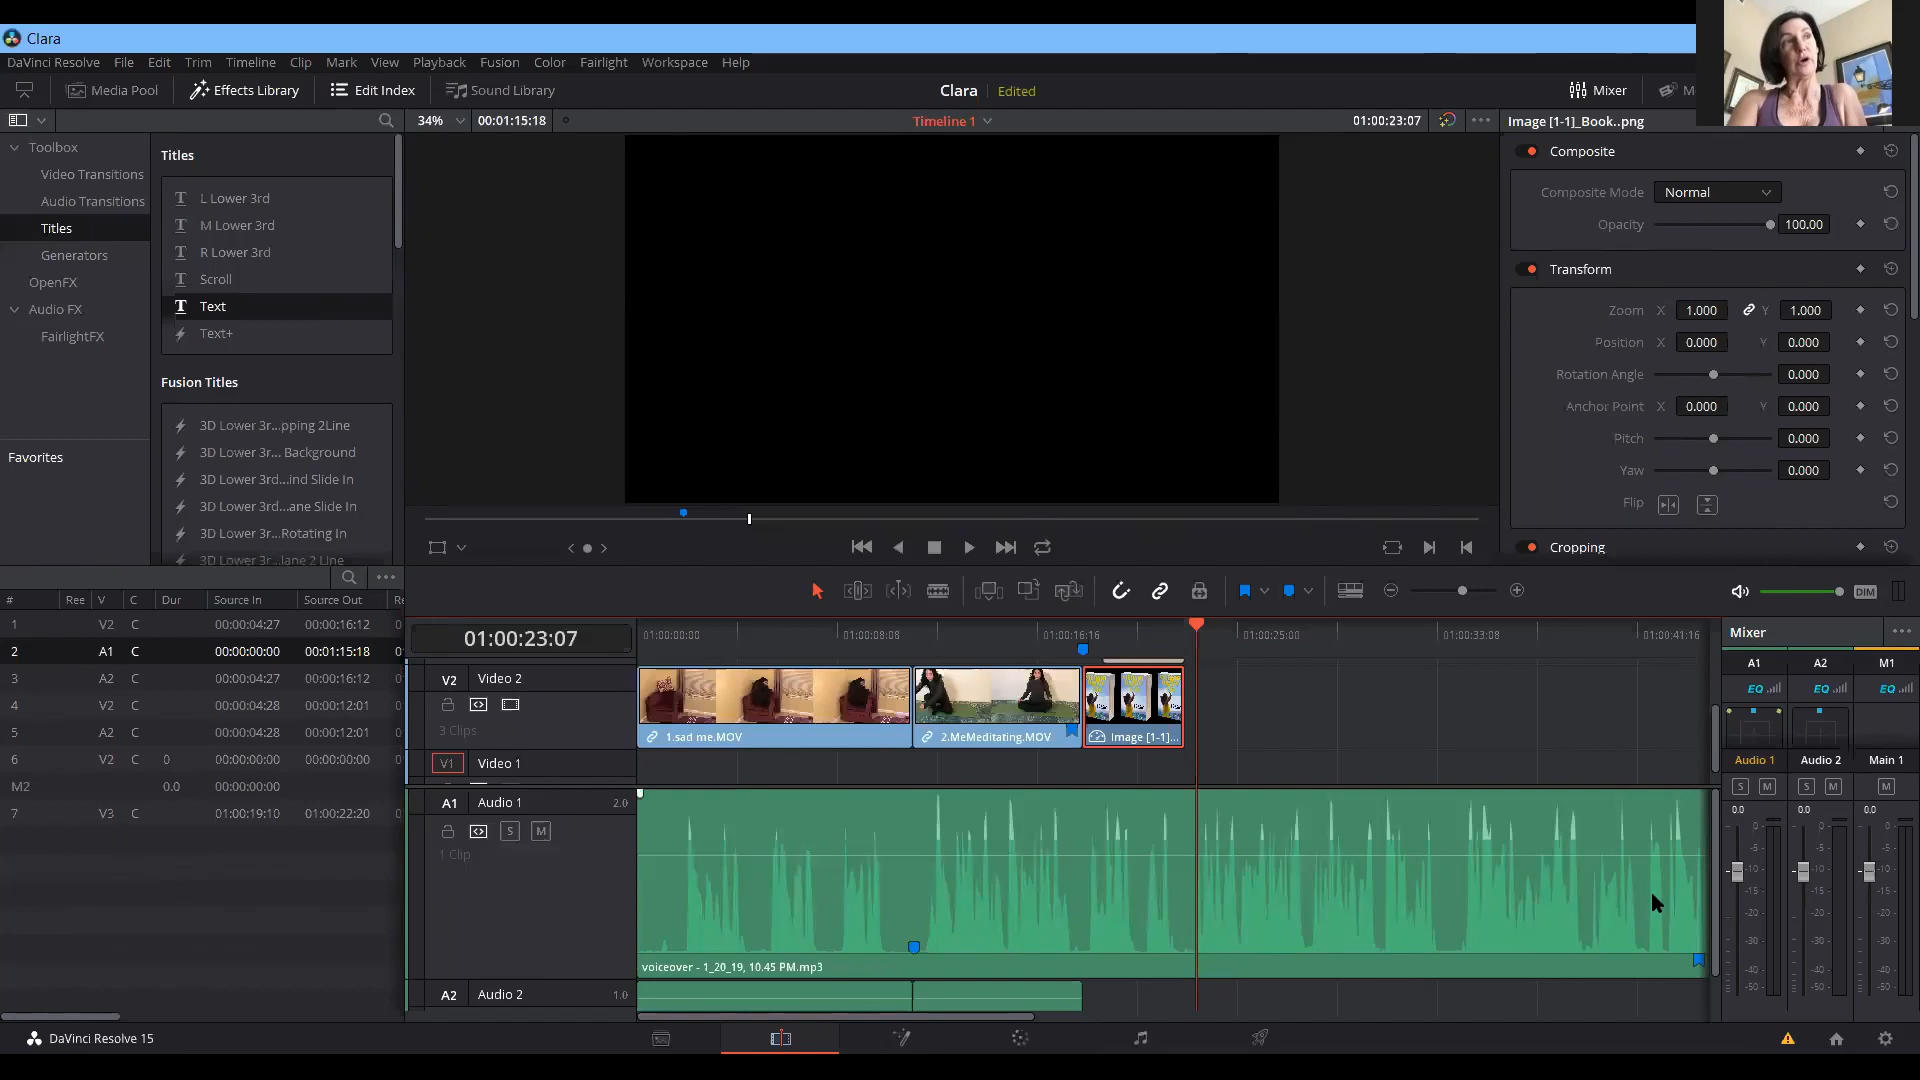 Clara
DaVinci Resolve File Edit Trim Timeline Clip Mark View Playback Fusion Color Fairlight Workspace Help
Media Pool Effects Library Edit Index Sound Library Clara Edited Mixer
34% 00:01:15:18 Timeline 1 01:00:23:07 Image [1-1]_Book..png
Toolbox
Video Transitions
Audio Transitions
Titles
Generators
OpenFX
Audio FX
FairlightFX
Favorites
Titles
L Lower 3rd
M Lower 3rd
R Lower 3rd
Scroll
Text
Text+
Fusion Titles
3D Lower 3r...pping 2Line
3D Lower 3r... Background
3D Lower 3rd...ind Slide In
3D Lower 3rd...ane Slide In
3D Lower 3r...Rotating In
3D Lower 3r...lane 2 Line
Composite
Composite Mode Normal
Opacity 100.00
Transform
Zoom X 1.000 Y 1.000
Position X 0.000 Y 0.000
Rotation Angle 0.000
Anchor Point X 0.000 Y 0.000
Pitch 0.000
Yaw 0.000
Flip
Cropping
# Ree V C Dur Source In Source Out
1 V2 C 00:00:04:27 00:00:16:12
2 A1 C 00:00:00:00 00:01:15:18
3 A2 C 00:00:04:27 00:00:16:12
4 V2 C 00:00:04:28 00:00:12:01
5 A2 C 00:00:04:28 00:00:12:01
6 V2 C 0 00:00:00:00 00:00:00:00
M2 0.0 00:00:00:00
7 V3 C 01:00:19:10 01:00:22:20
DIM
01:00:23:07
01:00:00:00 01:00:08:08 01:00:16:16 01:00:25:00 01:00:33:08 01:00:41:16
V2 Video 2
3 Clips
1.sad me.MOV 2.MeMeditating.MOV Image [1-1]...
V1 Video 1
A1 Audio 1 2.0
S M
1 Clip
voiceover - 1_20_19, 10.45 PM.mp3
A2 Audio 2 1.0
Mixer
A1 A2 M1
EQ EQ EQ
Audio 1 Audio 2 Main 1
S M S M M
0.0 0.0 0.0
0 0 0
-5 -5 -5
-10 -10 -10
-15 -15 -15
-20 -20 -20
-30 -30 -30
-40 -40 -40
-50 -50 -50
DaVinci Resolve 15